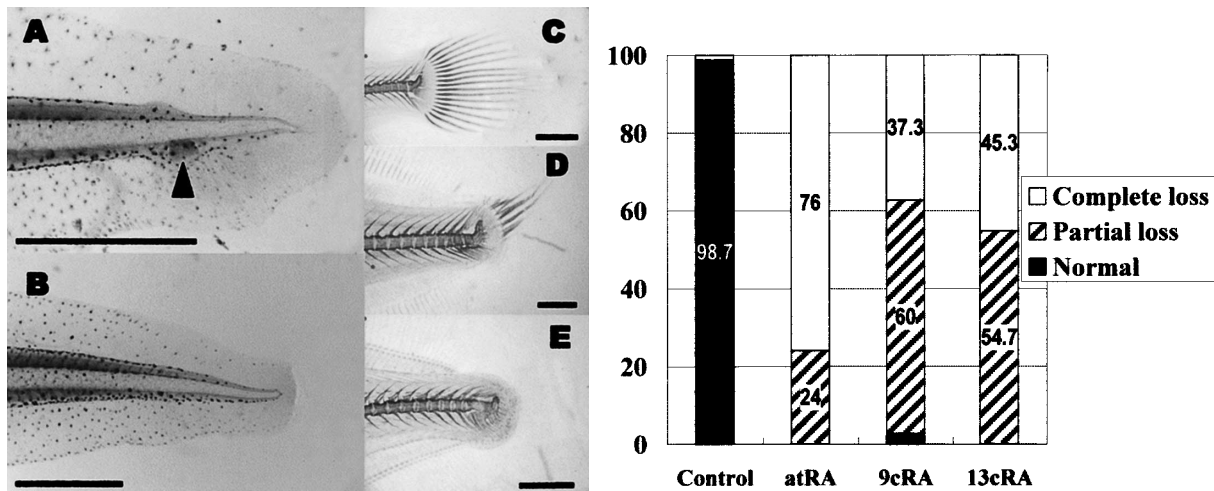 A
B
C
D
E
100
80
60
40
20
0
98.7
76
24
37.3
60
45.3
54.7
Control
atRA
9cRA
13cRA
Complete loss
Partial loss
Normal